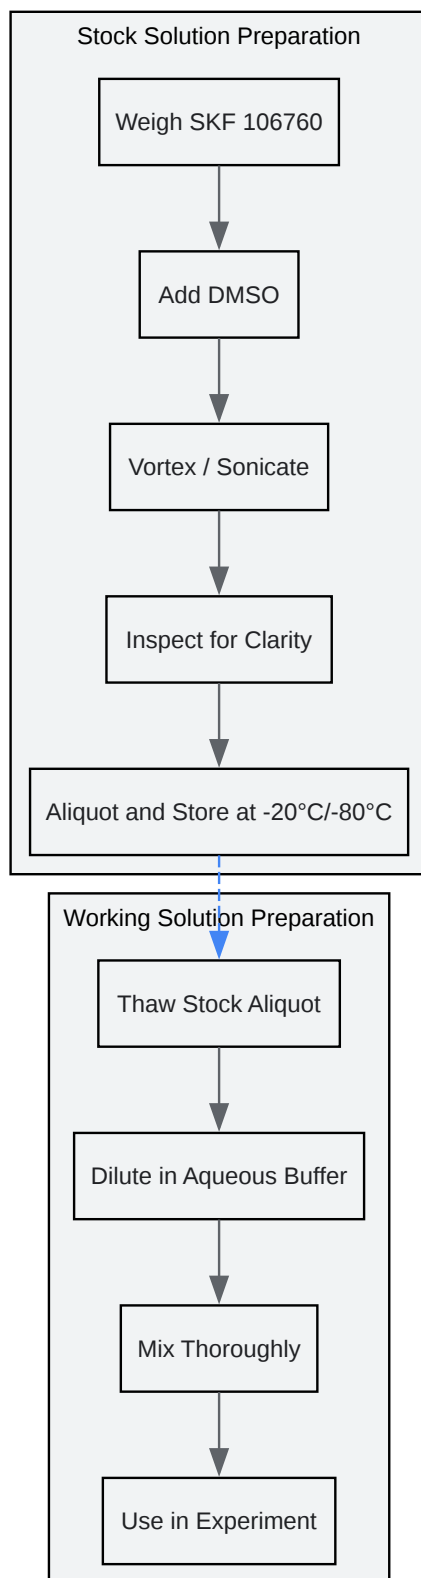 Stock Solution Preparation
Weigh SKF 106760
Add DMSO
Vortex / Sonicate
Inspect for Clarity
Aliquot and Store at -20°C/-80°C
Working Solution Preparation
Thaw Stock Aliquot
Dilute in Aqueous Buffer
Mix Thoroughly
Use in Experiment